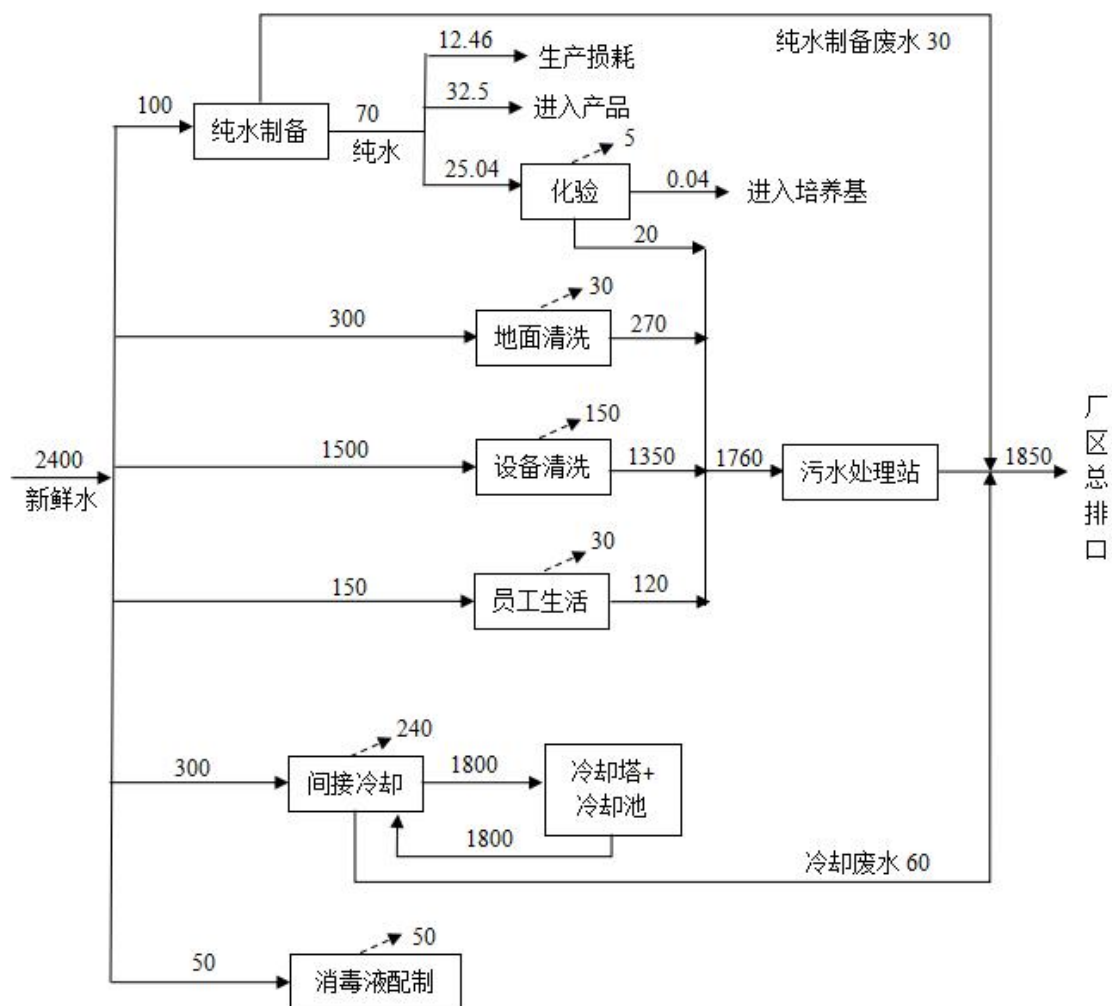 纯水制备废水 30
12.46
生产损耗
100
纯水制备
70
纯水
32.5
进入产品
5
25.04
化验
0.04
进入培养基
20
30
300
地面清洗
270
150
2400
新鲜水
1500
设备清洗
1350
1760
污水处理站
1850
厂区总排口
30
150
员工生活
120
240
300
间接冷却
1800
冷却塔+
冷却池
1800
冷却废水 60
50
50
消毒液配制